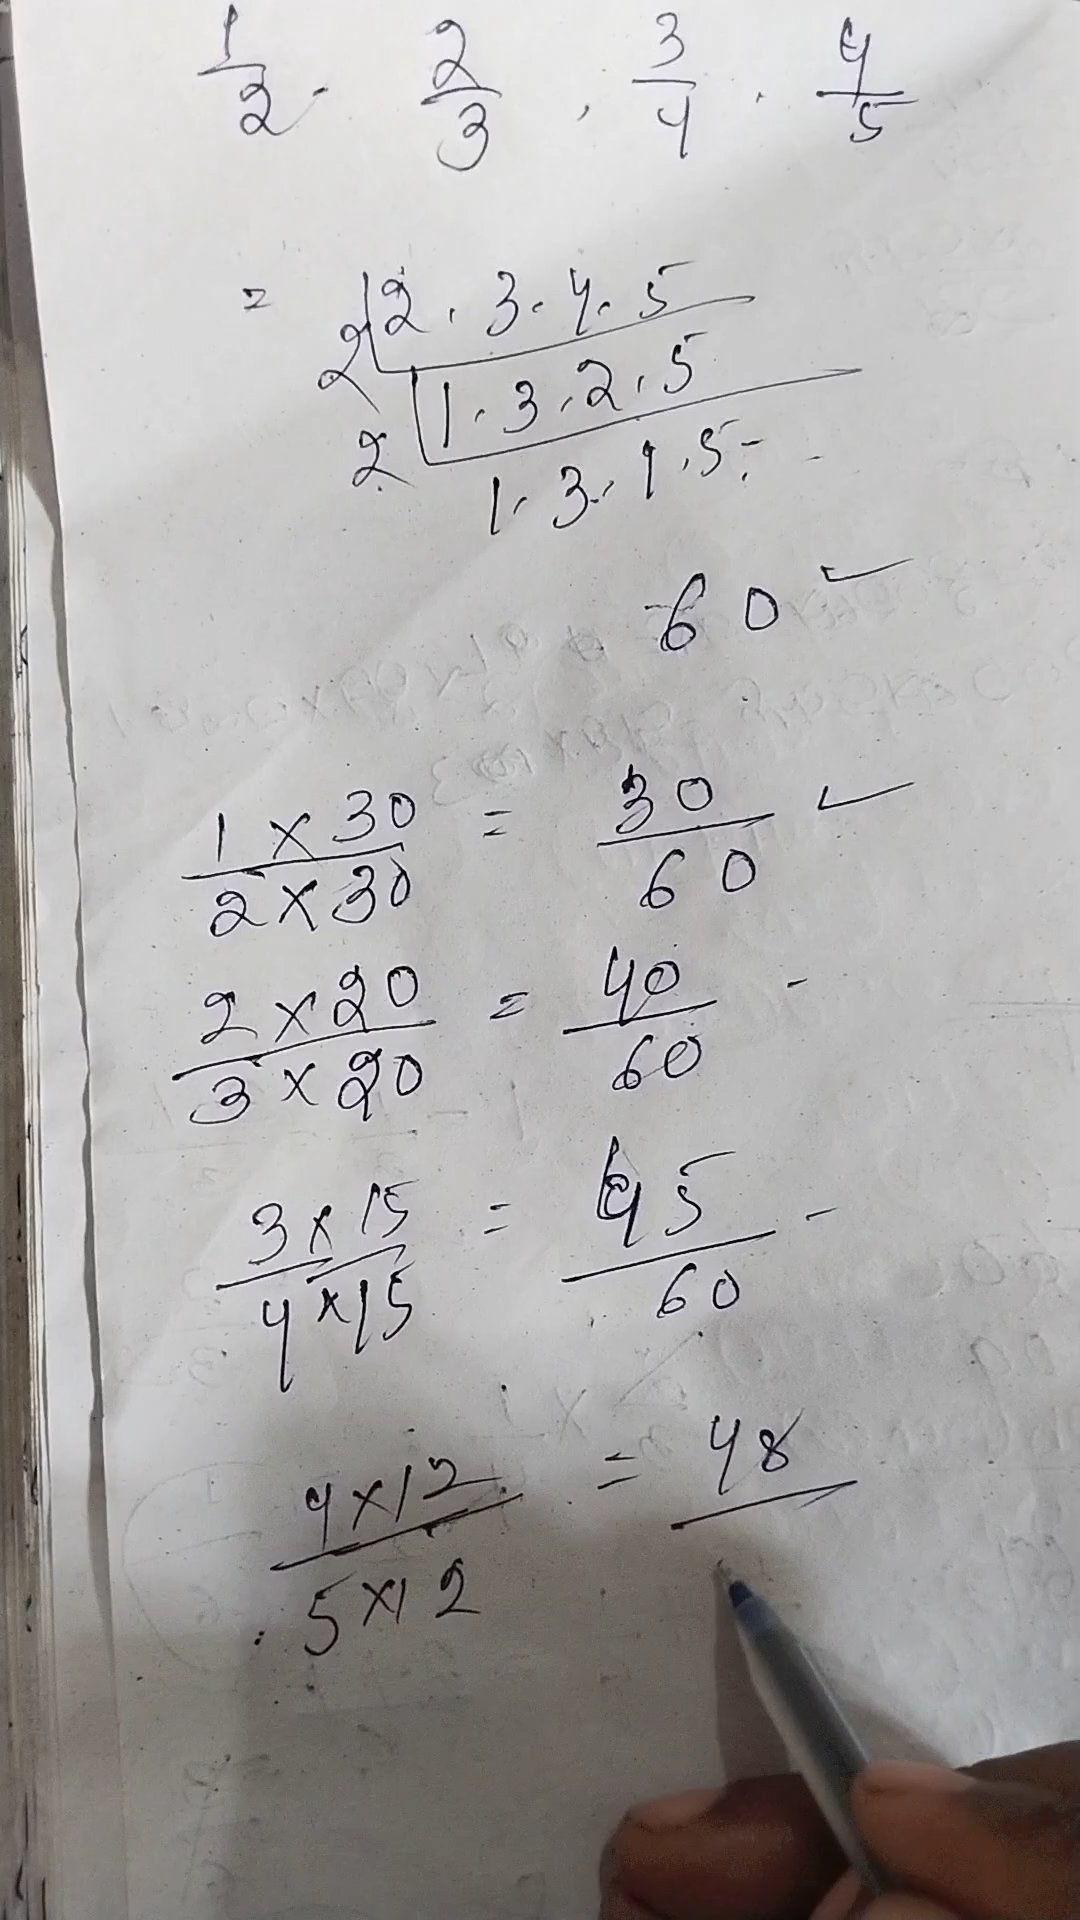 1/2 . 2/3 , 3/4 . 4/5
= 2 | 2 . 3 . 4 . 5
2 | 1 . 3 . 2 . 5
1 . 3 . 1 . 5
60 ✓
1 x 30 / 2 x 30 = 30 / 60 ✓
2 x 20 / 3 x 20 = 40 / 60 -
3 x 15 / 4 x 15 = 45 / 60 -
4 x 12 / 5 x 12 = 48 /